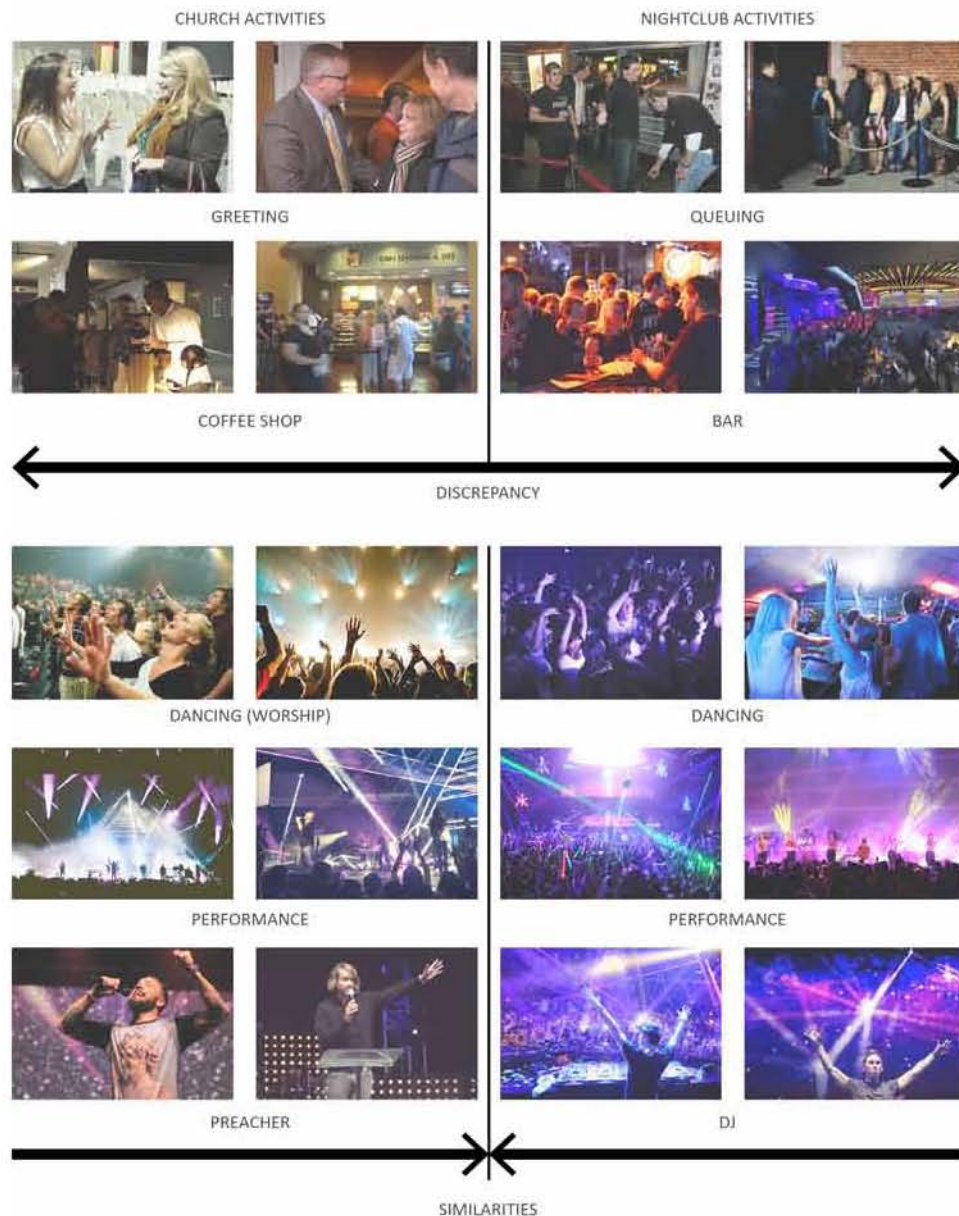 CHURCH ACTIVITIES
NIGHTCLUB ACTIVITIES
GREETING
QUEUING
COFFEE SHOP
BAR
DISCREPANCY
DANCING (WORSHIP)
DANCING
PERFORMANCE
PERFORMANCE
PREACHER
DJ
SIMILARITIES